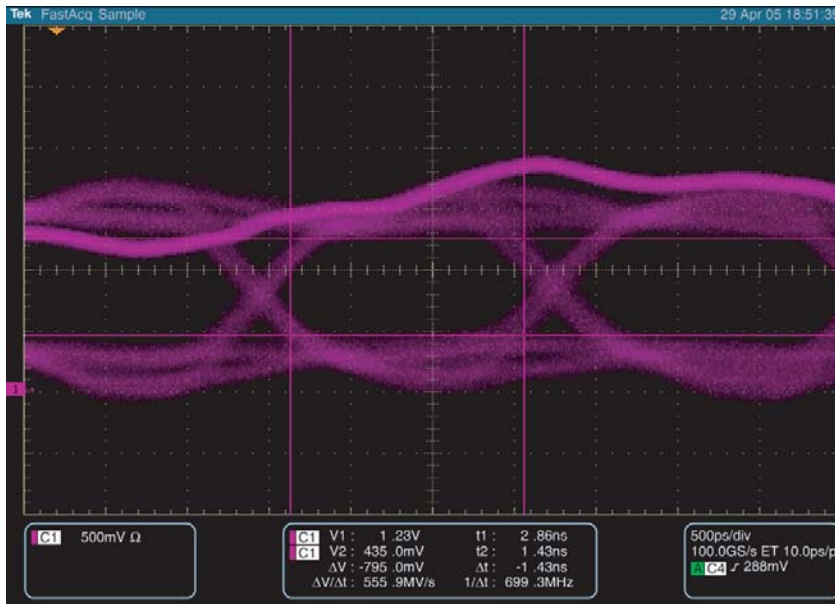 Tek FastAcq Sample 29 Apr 05 18:51:3
1
C1 500mV Ω
C1 V1 : 1 .23V t1 : 2 .86ns
C1 V2 : 435 .0mV t2 : 1 .43ns
ΔV : -795 .0mV Δt : -1 .43ns
ΔV/Δt : 555 .9MV/s 1/Δt : 699 .3MHz
500ps/div
100.0GS/s ET 10.0ps/p
A C4 288mV